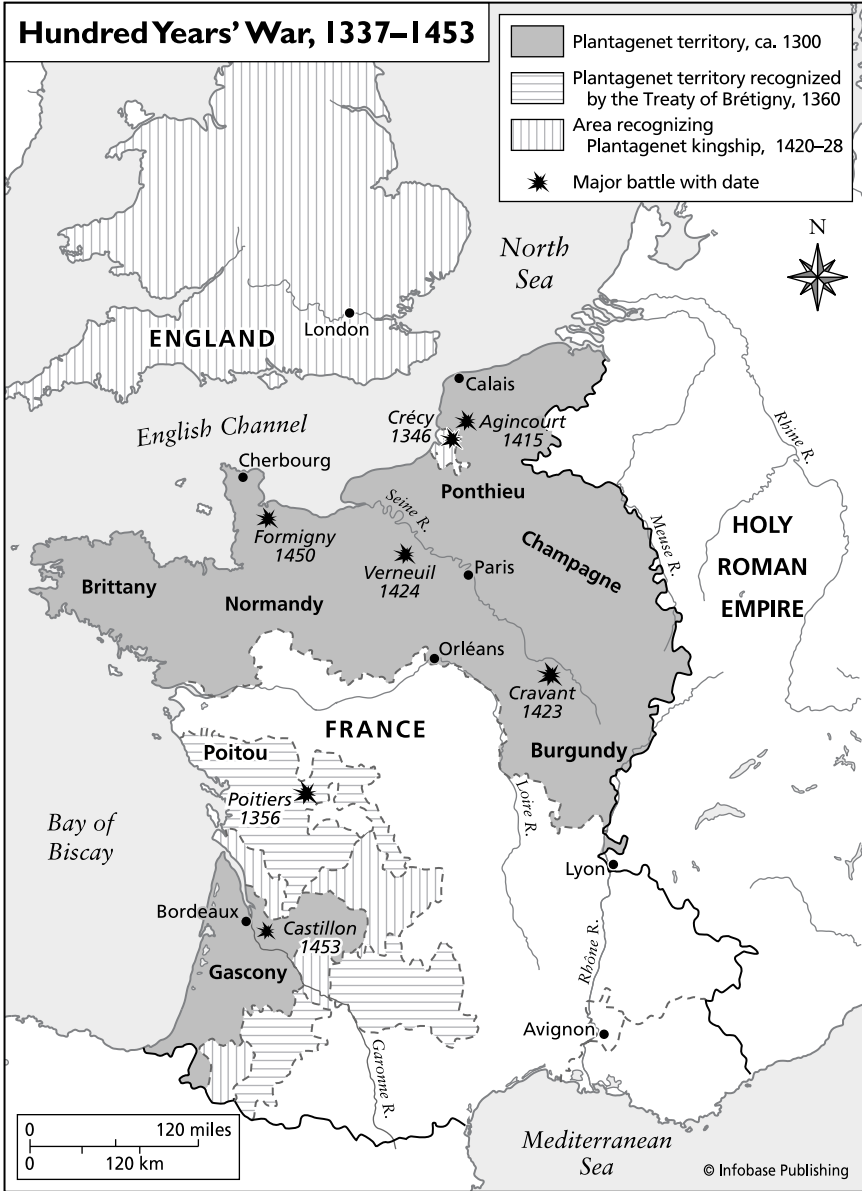 Hundred Years' War, 1337–1453
Plantagenet territory, ca. 1300
Plantagenet territory recognized
by the Treaty of Brétigny, 1360
Area recognizing
Plantagenet kingship, 1420–28
Major battle with date
N
North
Sea
London
ENGLAND
Calais
English Channel
Crécy
1346
Agincourt
1415
Rhine R.
Cherbourg
Ponthieu
Seine R.
Formigny
1450
Verneuil
1424
Paris
Champagne
Meuse R.
HOLY
ROMAN
EMPIRE
Brittany
Normandy
Orléans
Cravant
1423
FRANCE
Burgundy
Poitou
Poitiers
1356
Loire R.
Bay of
Biscay
Lyon
Bordeaux
Castillon
1453
Gascony
Rhône R.
Avignon
Garonne R.
0 120 miles
0 120 km
Mediterranean
Sea
© Infobase Publishing